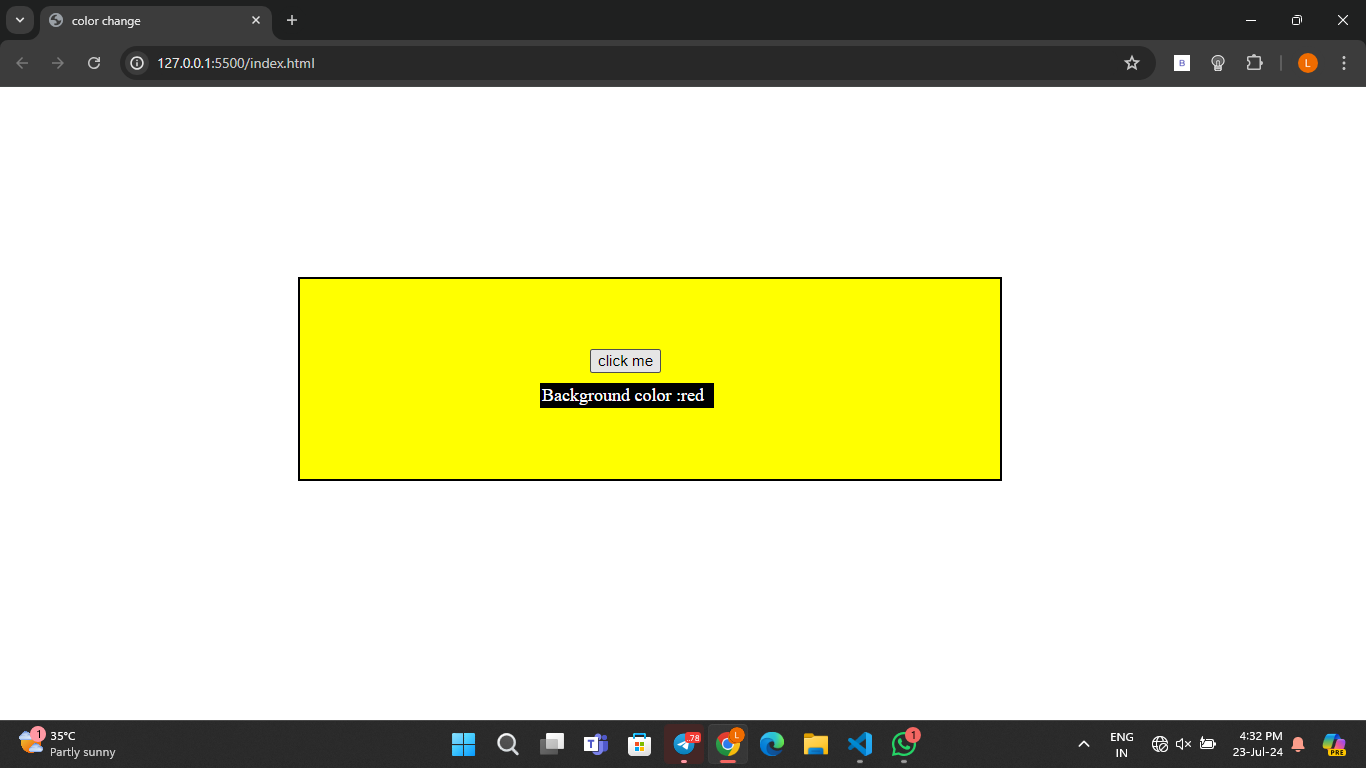 color change
127.0.0.1:5500/index.html
B
L
click me
Background color :red
1
35°C
Partly sunny
.78
L
1
ENG
IN
4:32 PM
23-Jul-24
PRE